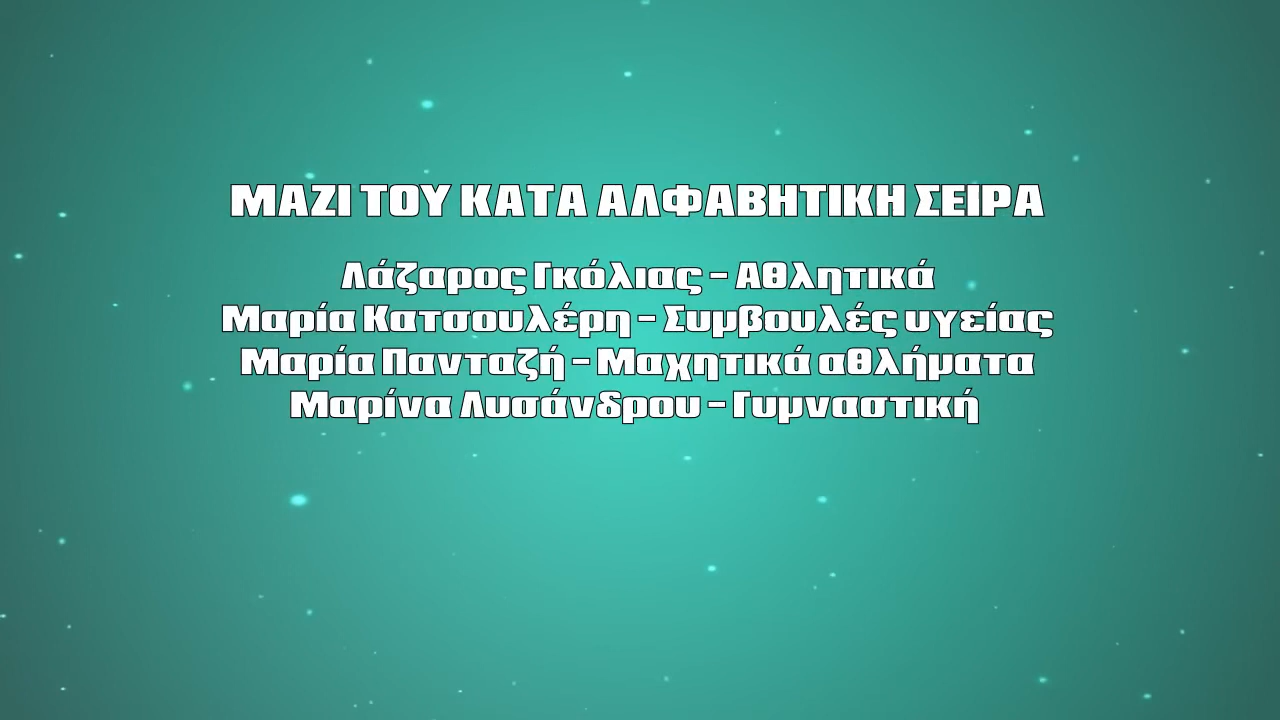 ΜΑΖΙ ΤΟΥ ΚΑΤΑ ΑΛΦΑΒΗΤΙΚΗ ΣΕΙΡΑ
Λάζαρος Γκόλιας - Αθλητικά
Μαρία Κατσουλέρη - Συμβουλές υγείας
Μαρία Πανταζή - Μαχητικά αθλήματα
Μαρίνα Λυσάνδρου - Γυμναστική